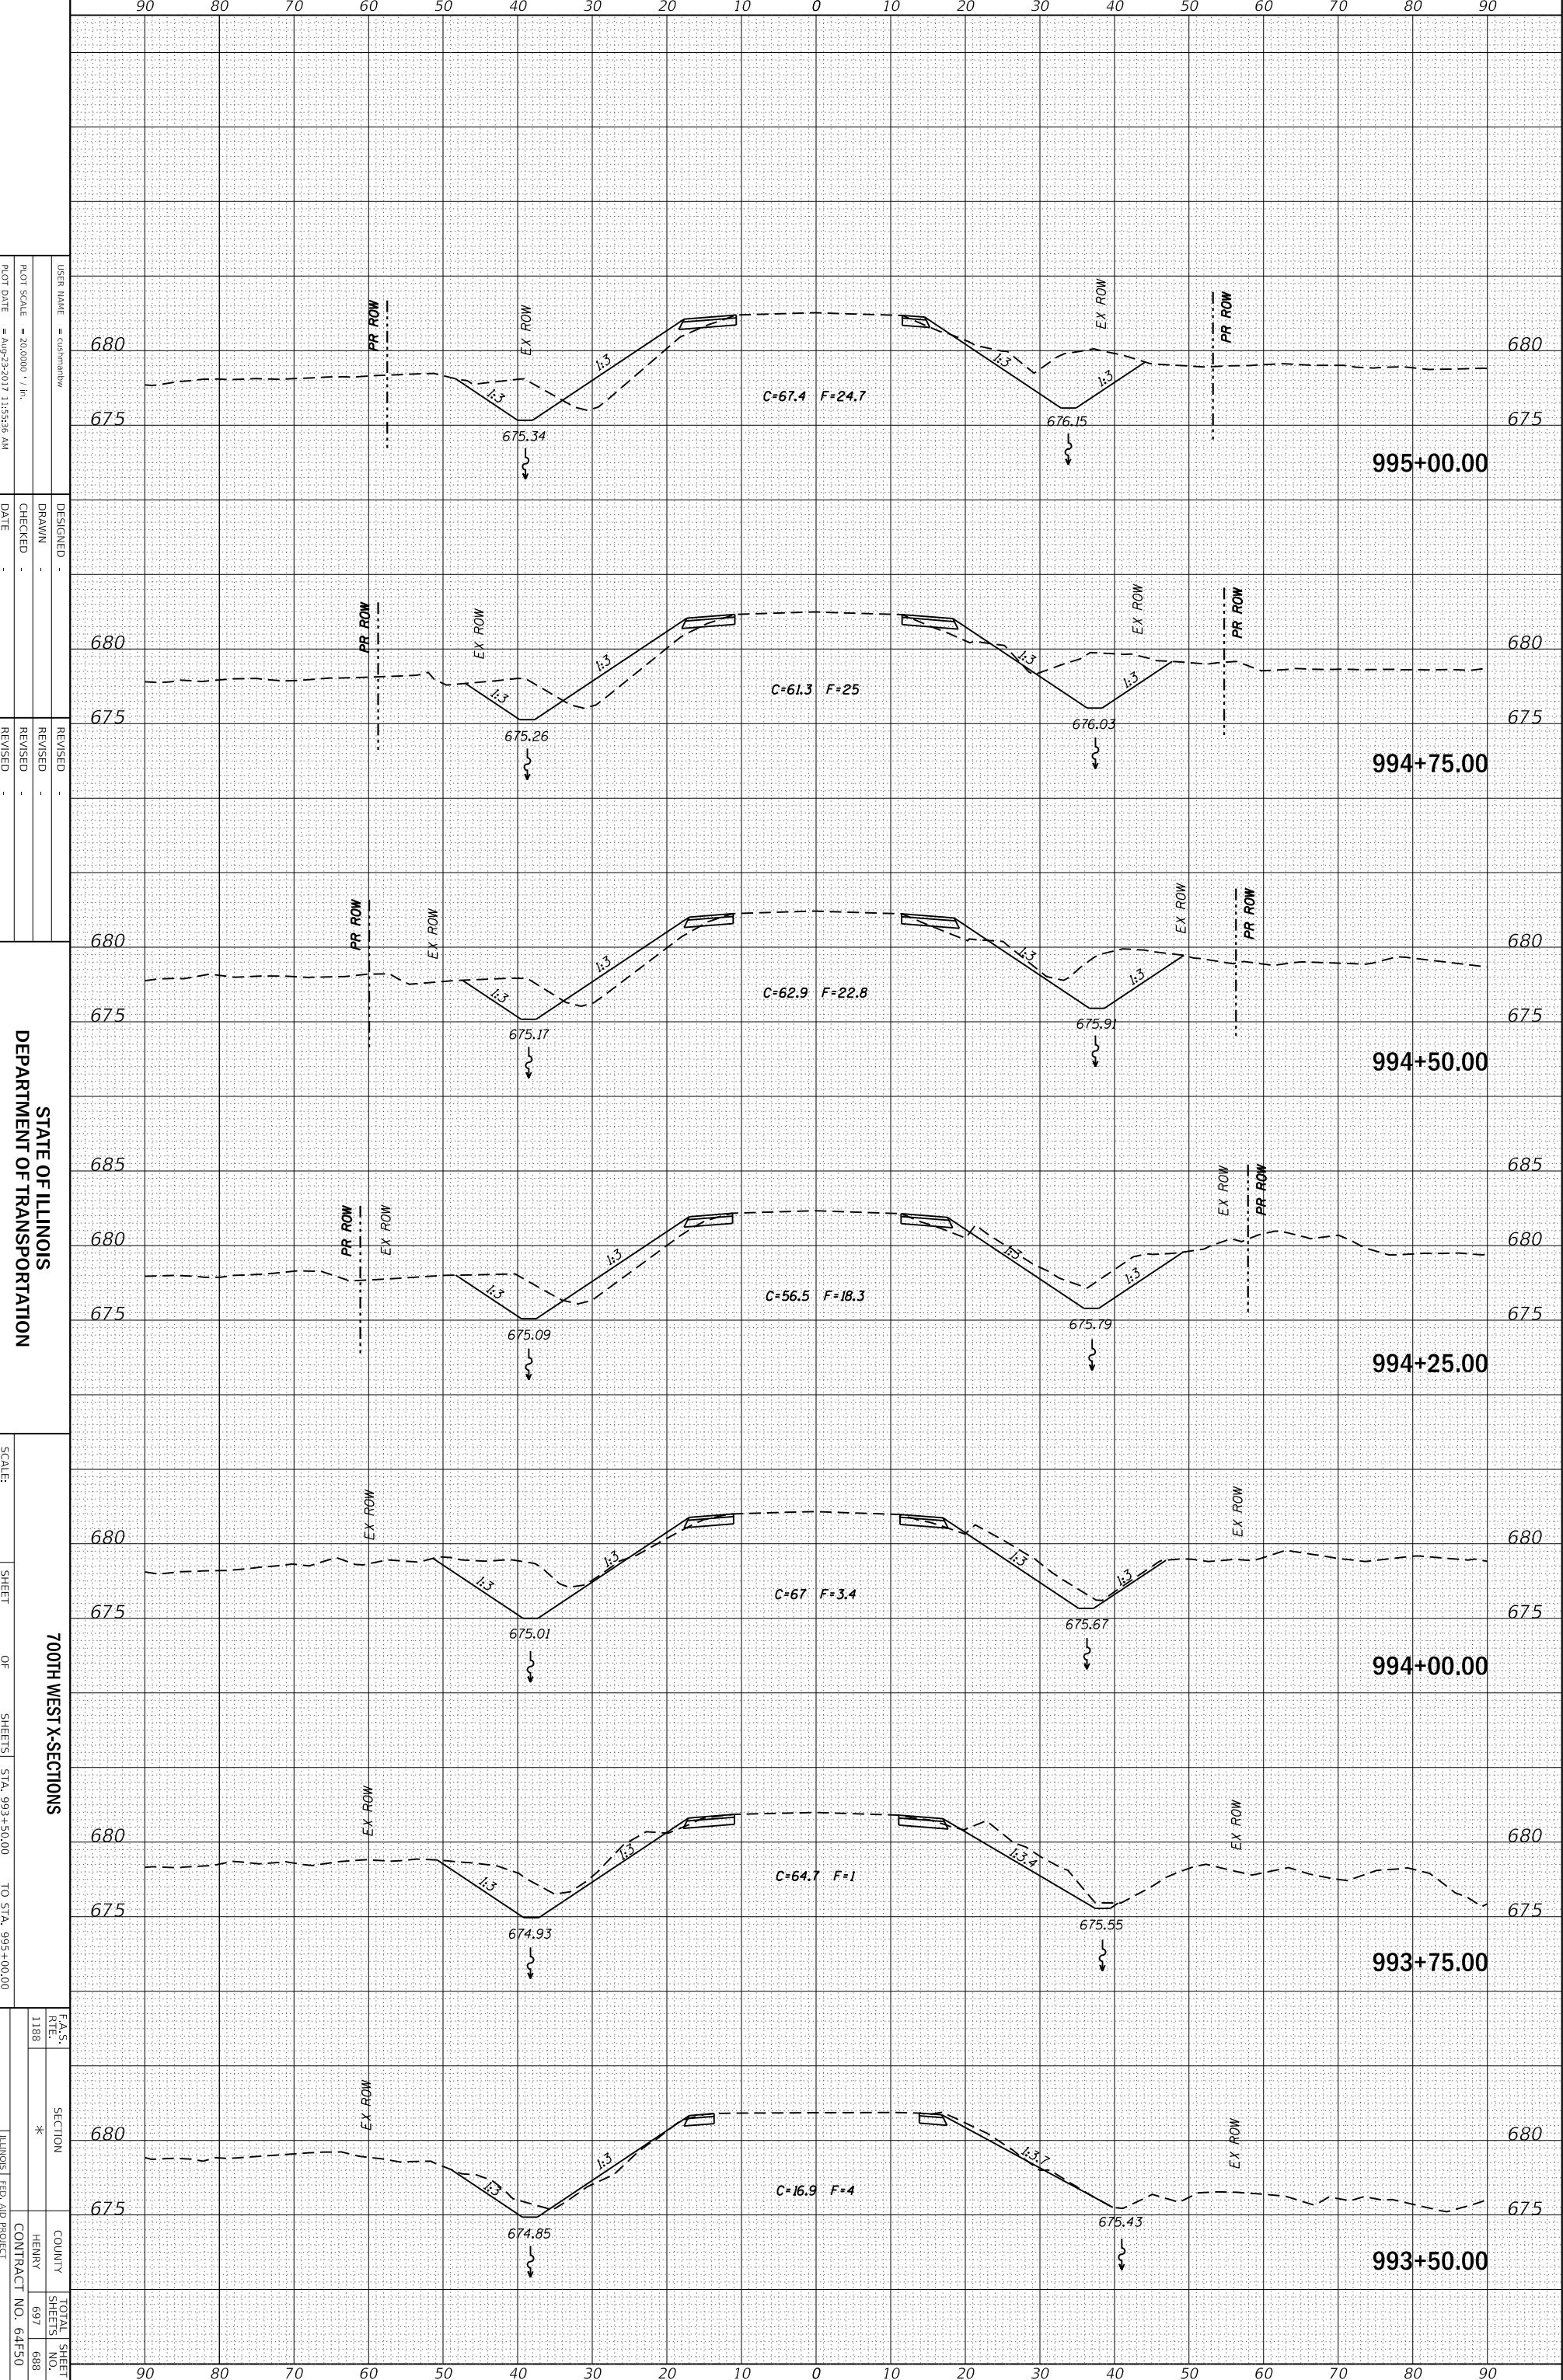 90 80 70 60 50 40 30 20 10 0 10 20 30 40 50 60 70 80 90
PR ROW
EX ROW
EX ROW
PR ROW
680
680
1:3
1:3
1:3
1:3
C=67.4 F=24.7
675
675
675.34
676.15
995+00.00
PR ROW
EX ROW
EX ROW
PR ROW
680
680
1:3
1:3
1:3
1:3
C=61.3 F=25
675
675
675.26
676.03
994+75.00
PR ROW
EX ROW
EX ROW
PR ROW
680
680
1:3
1:3
1:3
1:3
C=62.9 F=22.8
675
675
675.17
675.91
994+50.00
685
685
PR ROW
EX ROW
EX ROW
PR ROW
680
680
1:3
1:3
1:3
1:3
C=56.5 F=18.3
675
675
675.09
675.79
994+25.00
EX ROW
EX ROW
680
680
1:3
1:3
1:3
1:3
C=67 F=3.4
675
675
675.01
675.67
994+00.00
EX ROW
EX ROW
680
680
1:3
1:3
1:3.4
C=64.7 F=1
675
675
674.93
675.55
993+75.00
EX ROW
EX ROW
680
680
1:3
1:3
1:3.7
C=16.9 F=4
675
675
674.85
675.43
993+50.00
90 80 70 60 50 40 30 20 10 0 10 20 30 40 50 60 70 80 90
USER NAME = cushmanbw
PLOT SCALE = 20.0000 ' / in.
PLOT DATE = Aug-23-2017 11:55:36 AM
DESIGNED -
DRAWN -
CHECKED -
DATE -
REVISED -
REVISED -
REVISED -
REVISED -
STATE OF ILLINOIS
DEPARTMENT OF TRANSPORTATION
700TH WEST X-SECTIONS
SCALE: SHEET OF SHEETS STA. 993+50.00 TO STA. 995+00.00
F.A.S. RTE. SECTION COUNTY TOTAL SHEETS SHEET NO.
1188 * HENRY 697 688
CONTRACT NO. 64F50
ILLINOIS FED. AID PROJECT